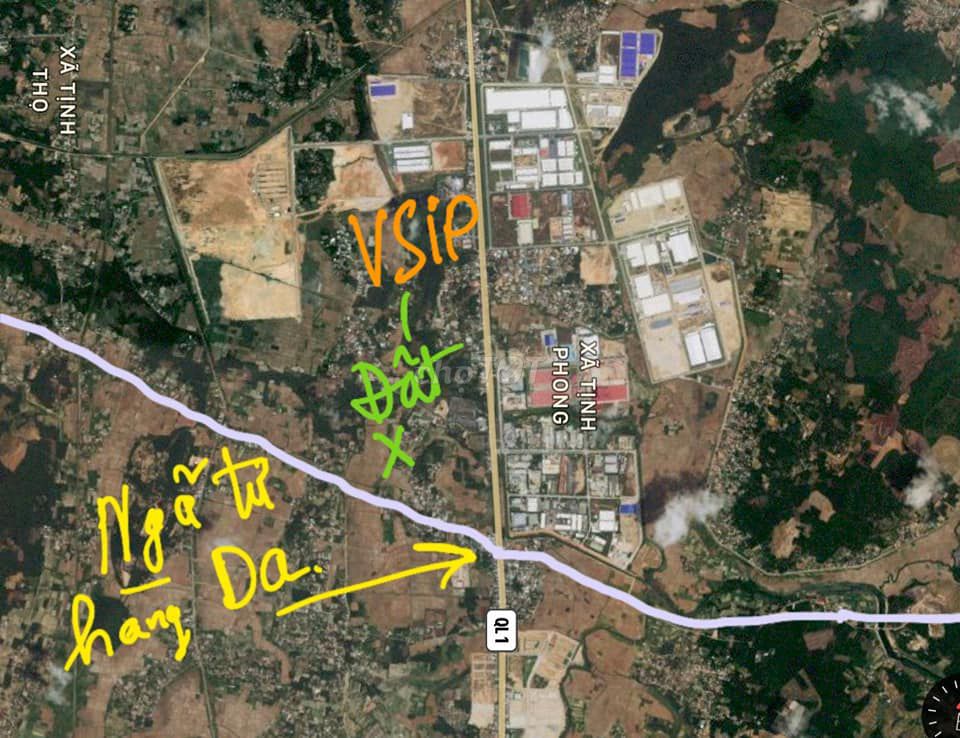 XÃ TỊNH
THỌ
VSIP
Đất
X
XÃ TỊNH
PHONG
Ngã tư
hang Da.
QL1